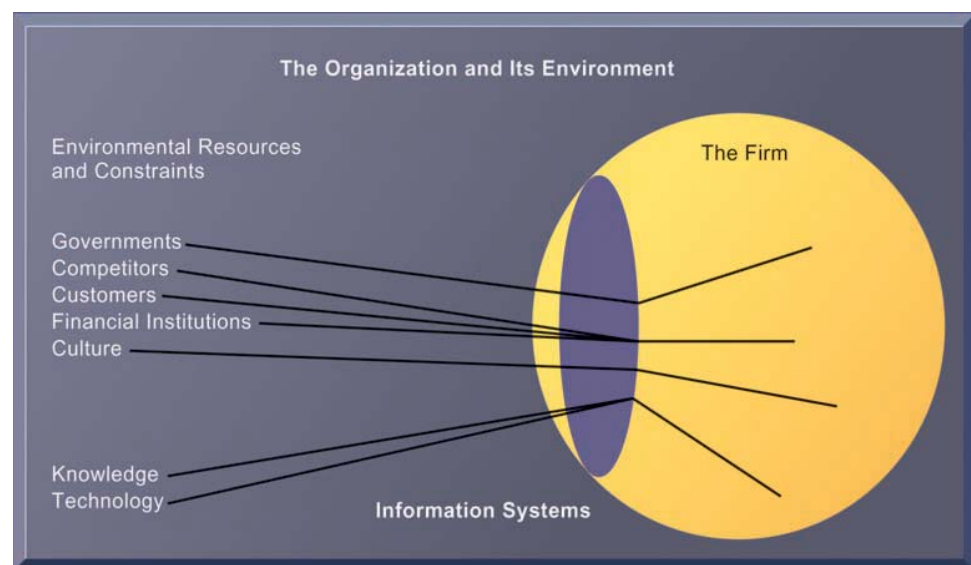 The Organization and Its Environment
Environmental Resources
and Constraints
The Firm
Governments
Competitors
Customers
Financial Institutions
Culture
Knowledge
Technology
Information Systems